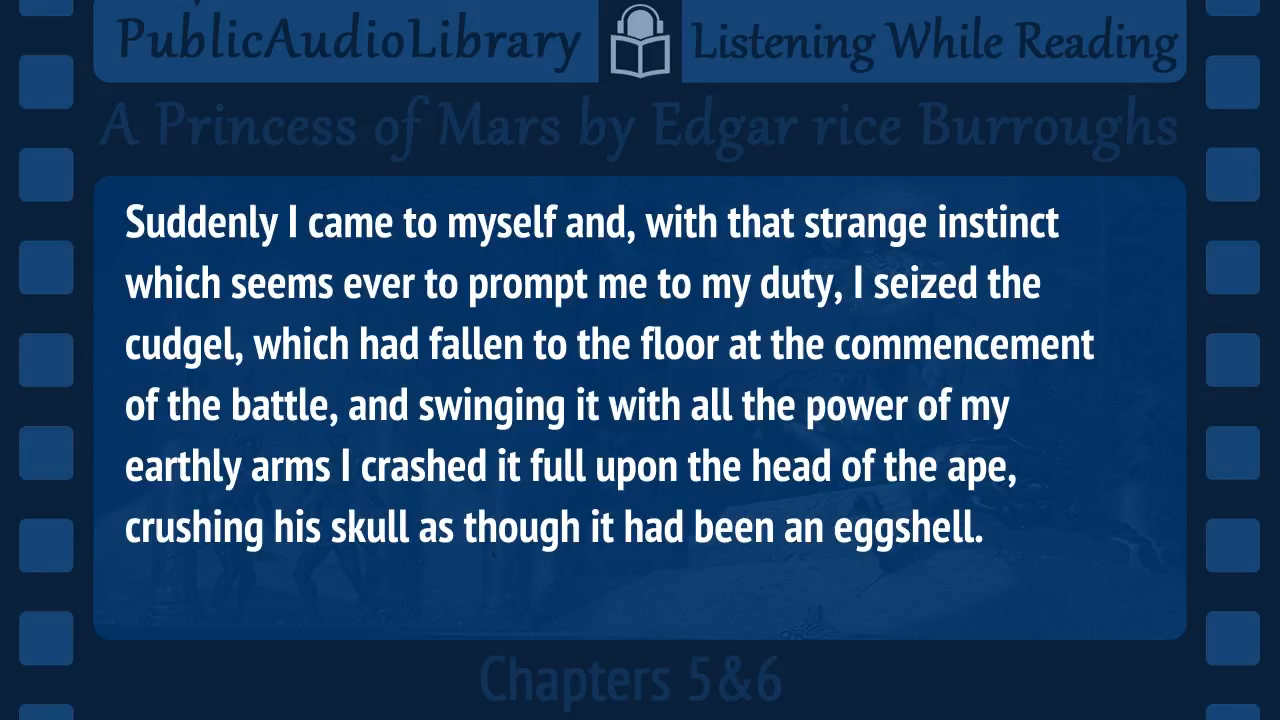 PublicAudioLibrary Listening While Reading
A Princess of Mars by Edgar rice Burroughs
Suddenly I came to myself and, with that strange instinct
which seems ever to prompt me to my duty, I seized the
cudgel, which had fallen to the floor at the commencement
of the battle, and swinging it with all the power of my
earthly arms I crashed it full upon the head of the ape,
crushing his skull as though it had been an eggshell.
Chapters 5&6